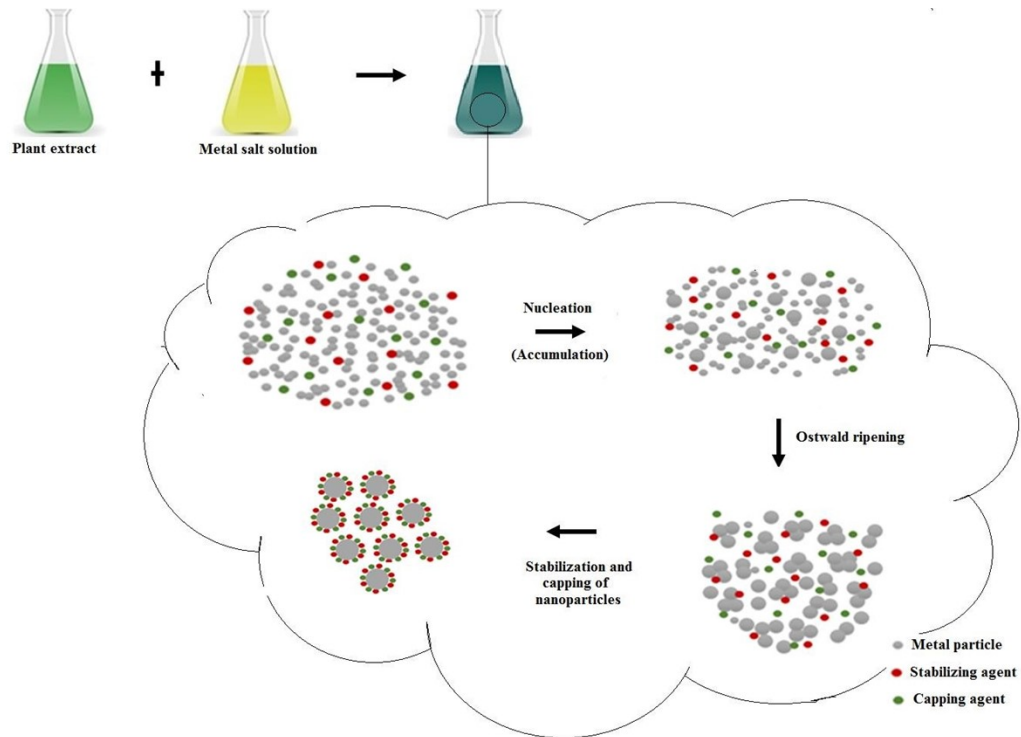 Plant extract
Metal salt solution
Nucleation
(Accumulation)
Ostwald ripening
Stabilization and
capping of
nanoparticles
Metal particle
Stabilizing agent
Capping agent